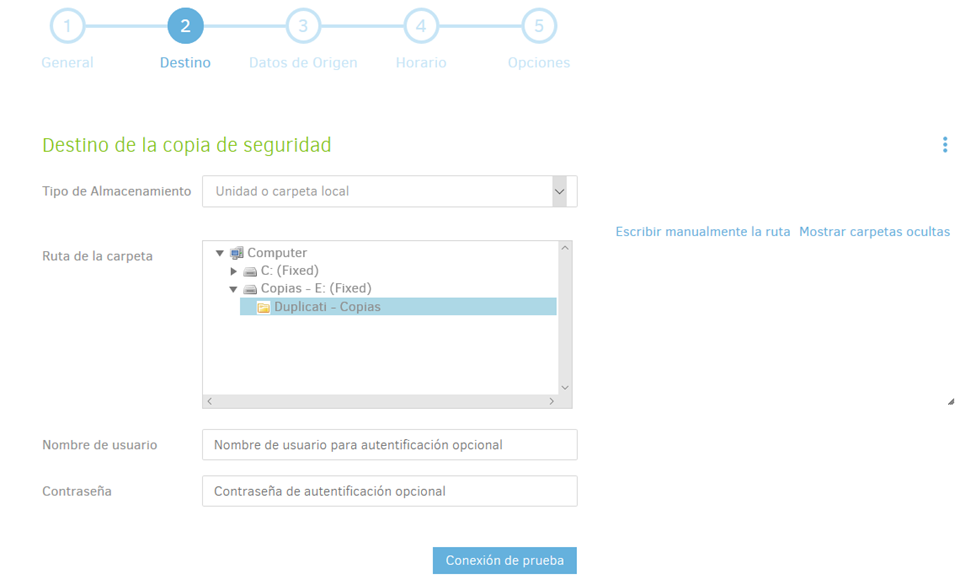 1 2 3 4 5
General Destino Datos de Origen Horario Opciones
Destino de la copia de seguridad
Tipo de Almacenamiento Unidad o carpeta local
Escribir manualmente la ruta Mostrar carpetas ocultas
Ruta de la carpeta
Computer
C: (Fixed)
Copias - E: (Fixed)
Duplicati - Copias
Nombre de usuario Nombre de usuario para autentificación opcional
Contraseña Contraseña de autentificación opcional
Conexión de prueba